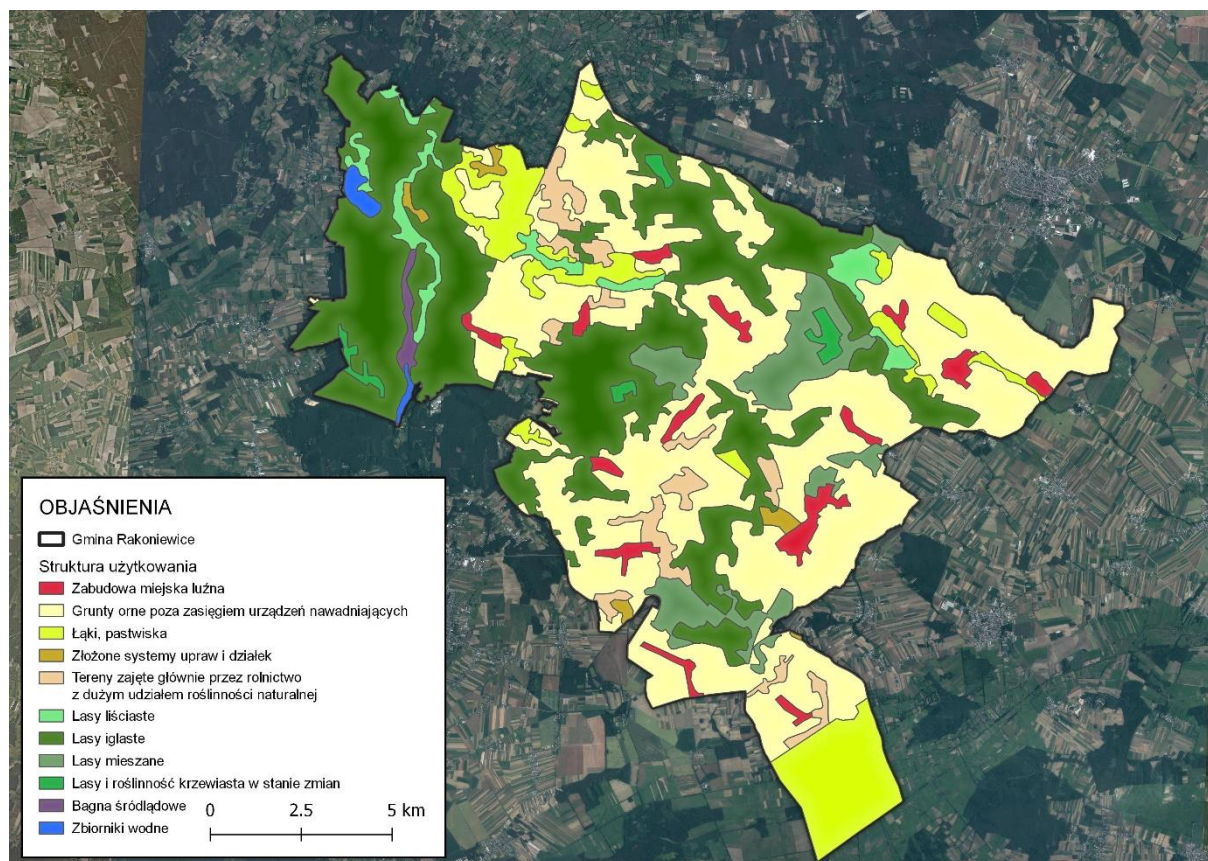 OBJAŚNIENIA
Gmina Rakoniewice
Struktura użytkowania
Zabudowa miejska luźna
Grunty orne poza zasięgiem urządzeń nawadniających
Łąki, pastwiska
Złożone systemy upraw i działek
Tereny zajęte głównie przez rolnictwo
z dużym udziałem roślinności naturalnej
Lasy liściaste
Lasy iglaste
Lasy mieszane
Lasy i roślinność krzewiasta w stanie zmian
Bagna śródlądowe
Zbiorniki wodne
0 2.5 5 km